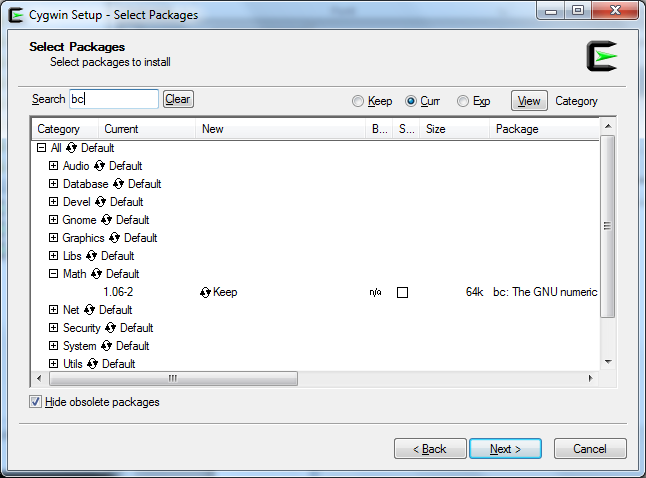 Cygwin Setup - Select Packages
Select Packages
Select packages to install
Search bc Clear Keep Curr Exp View Category
Category Current New B... S... Size Package
All Default
Audio Default
Database Default
Devel Default
Gnome Default
Graphics Default
Libs Default
Math Default
1.06-2 Keep n/a 64k bc: The GNU numeric
Net Default
Security Default
System Default
Utils Default
Hide obsolete packages
< Back Next > Cancel